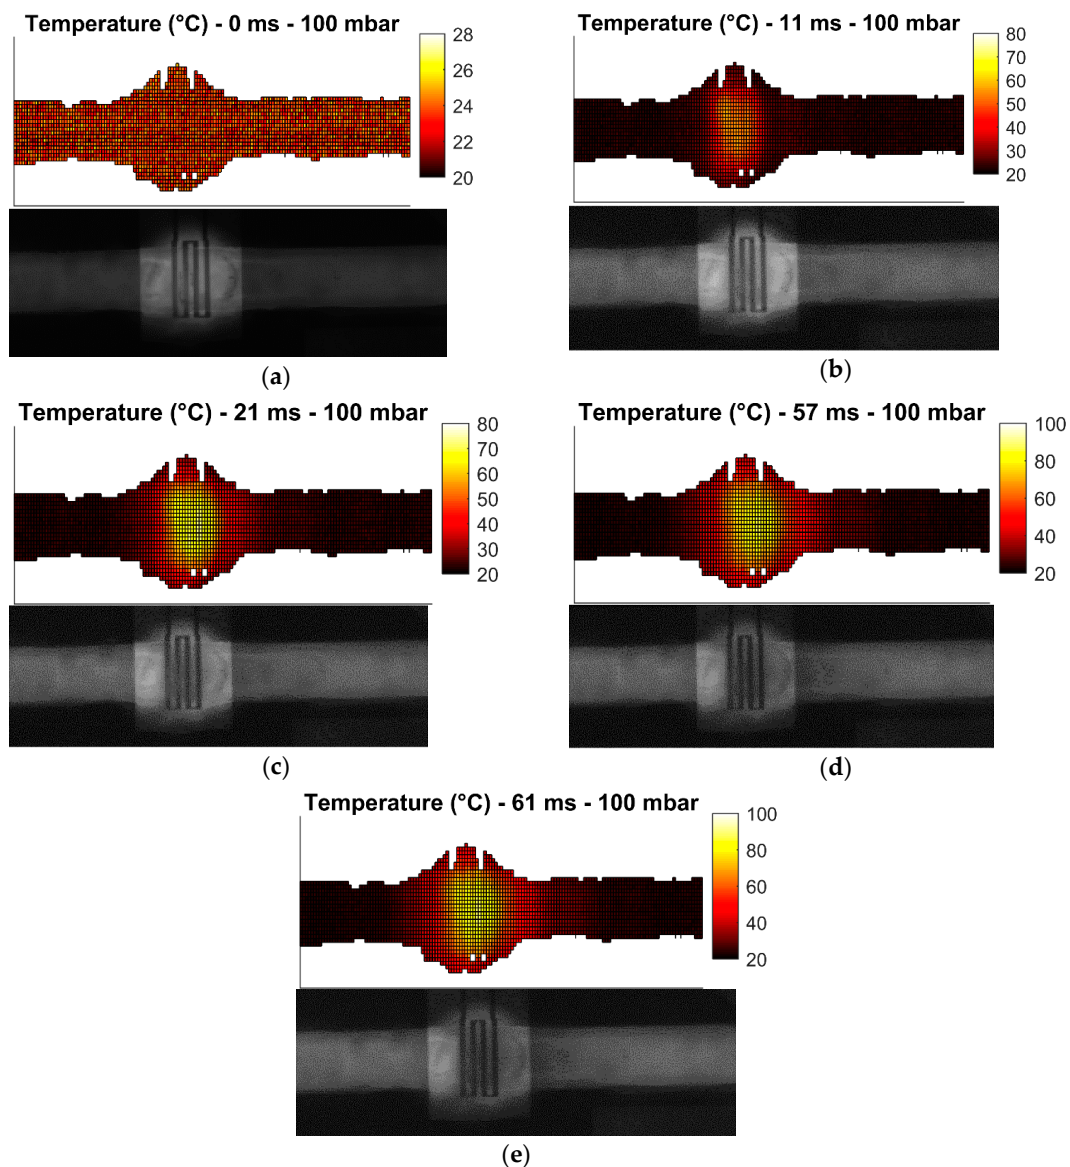 Temperature (°C) - 0 ms - 100 mbar
28
26
24
22
20
(a)
Temperature (°C) - 11 ms - 100 mbar
80
70
60
50
40
30
20
(b)
Temperature (°C) - 21 ms - 100 mbar
80
70
60
50
40
30
20
(c)
Temperature (°C) - 57 ms - 100 mbar
100
80
60
40
20
(d)
Temperature (°C) - 61 ms - 100 mbar
100
80
60
40
20
(e)